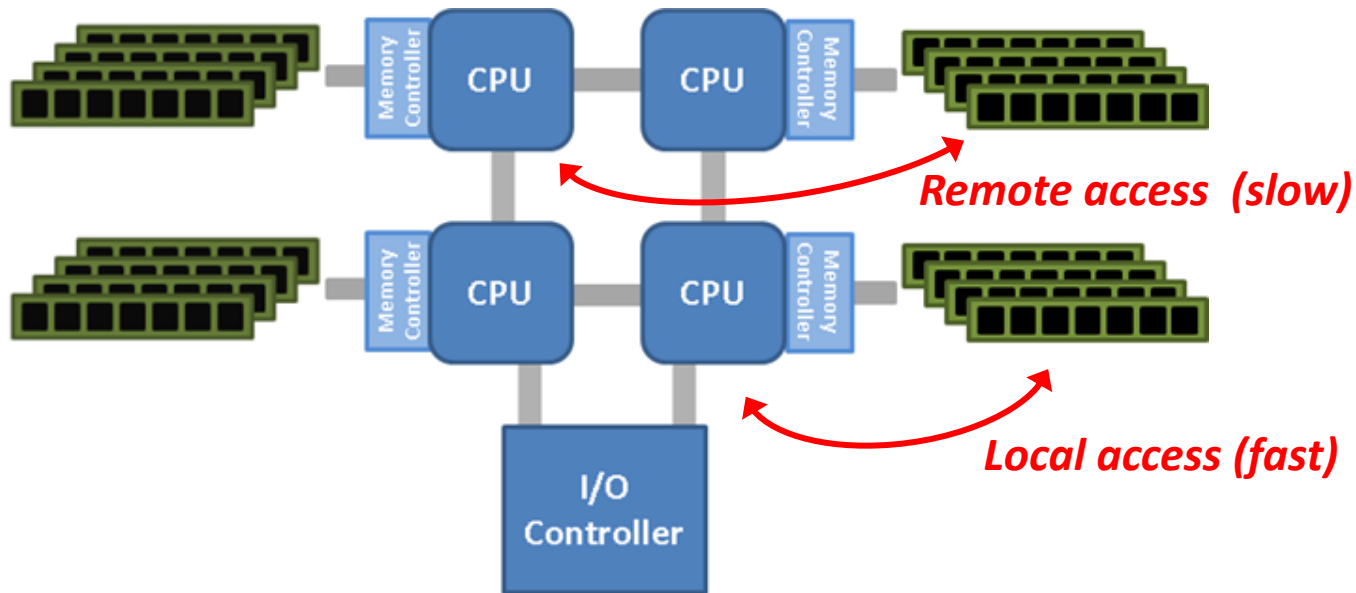 Memory
Controller
CPU
CPU
Memory
Controller
Remote access (slow)
Memory
Controller
CPU
CPU
Memory
Controller
Local access (fast)
I/O
Controller